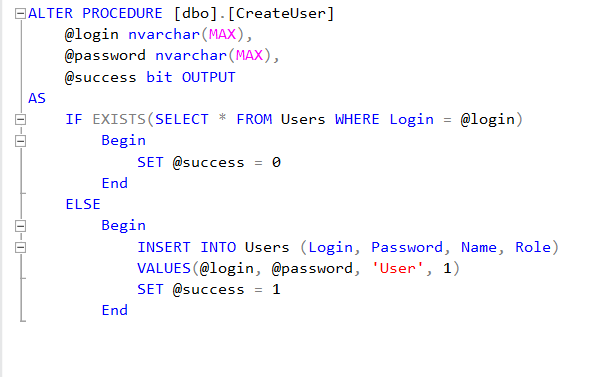 ALTER PROCEDURE [dbo].[CreateUser]
    @login nvarchar(MAX),
    @password nvarchar(MAX),
    @success bit OUTPUT
AS
    IF EXISTS(SELECT * FROM Users WHERE Login = @login)
        Begin
            SET @success = 0
        End
    ELSE
        Begin
            INSERT INTO Users (Login, Password, Name, Role)
            VALUES(@login, @password, 'User', 1)
            SET @success = 1
        End